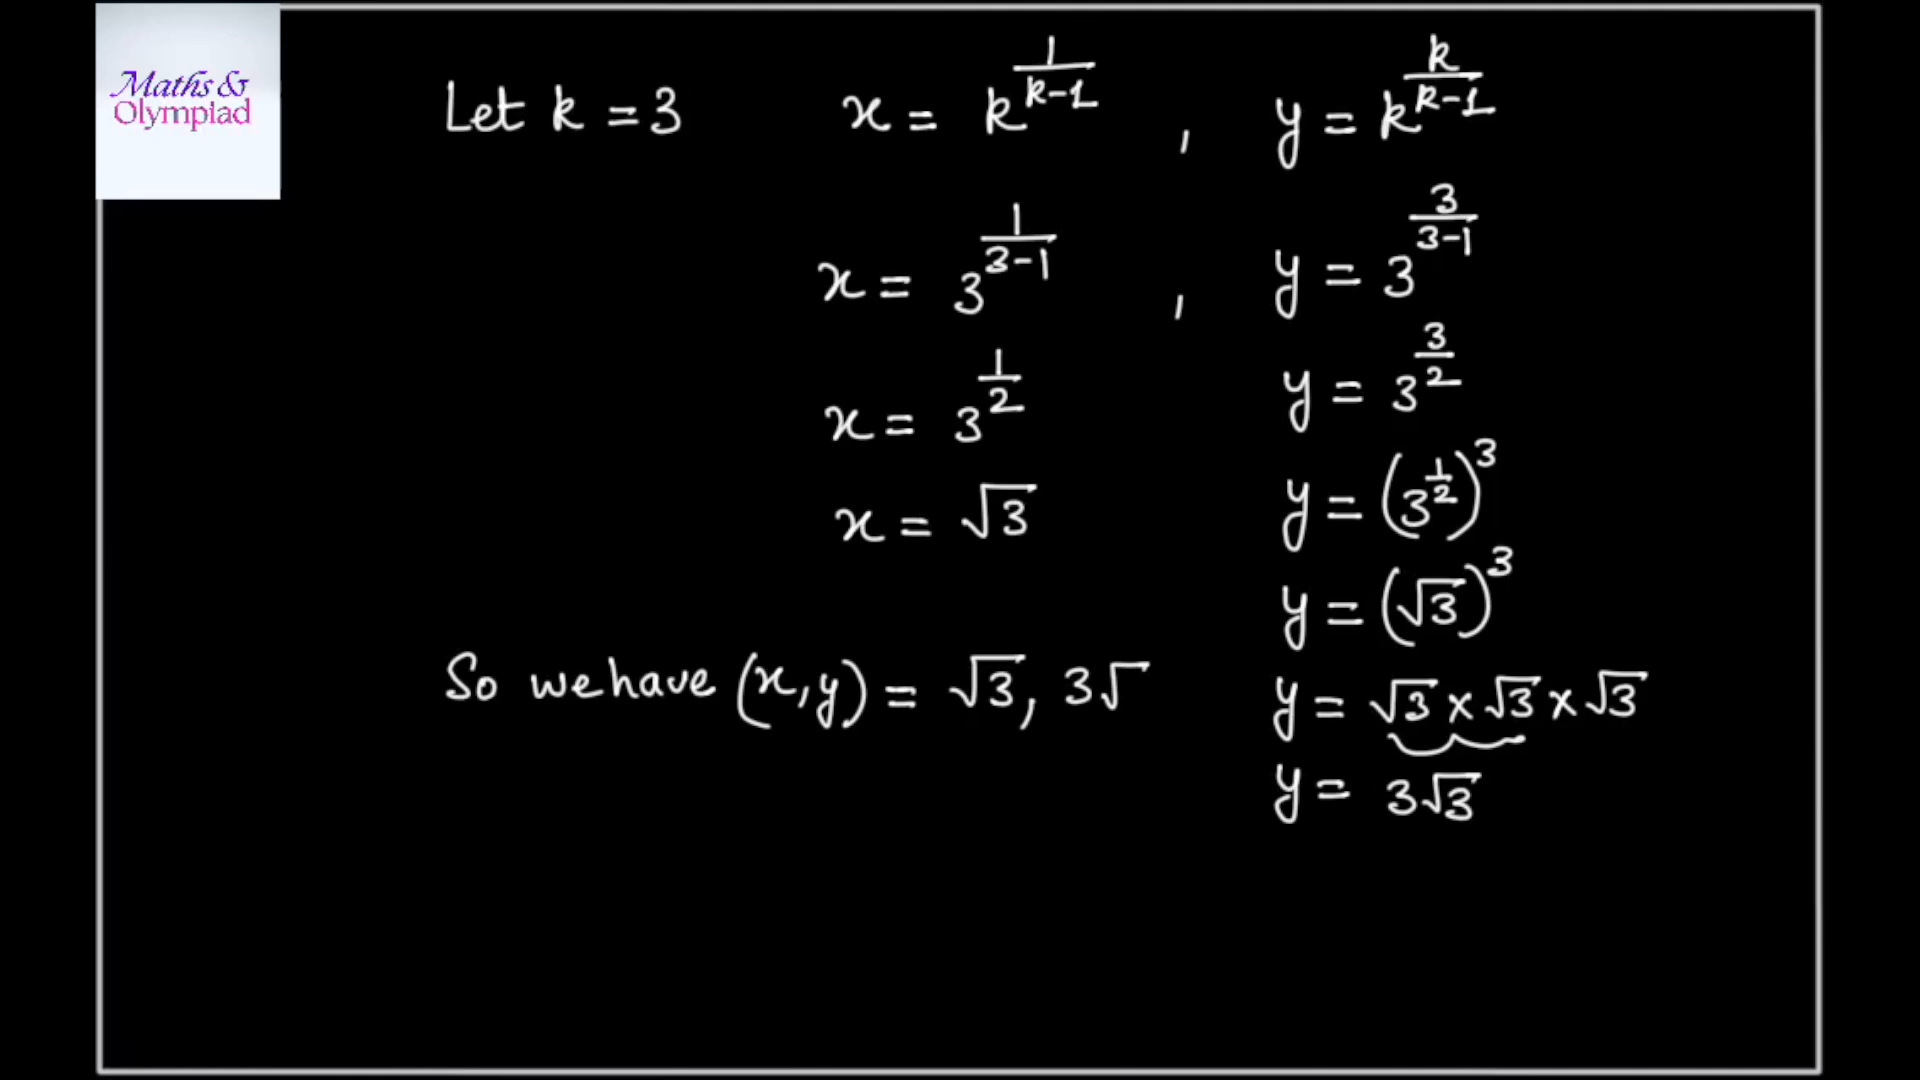 Maths &
Olympiad
Let k = 3    x = k^(1/(k-1)) , y = k^(k/(k-1))
x = 3^(1/(3-1)) , y = 3^(3/(3-1))
x = 3^(1/2)    y = 3^(3/2)
x = √3    y = (3^(1/2))^3
y = (√3)^3
So we have (x,y) = √3, 3√    y = √3 × √3 × √3
y = 3√3